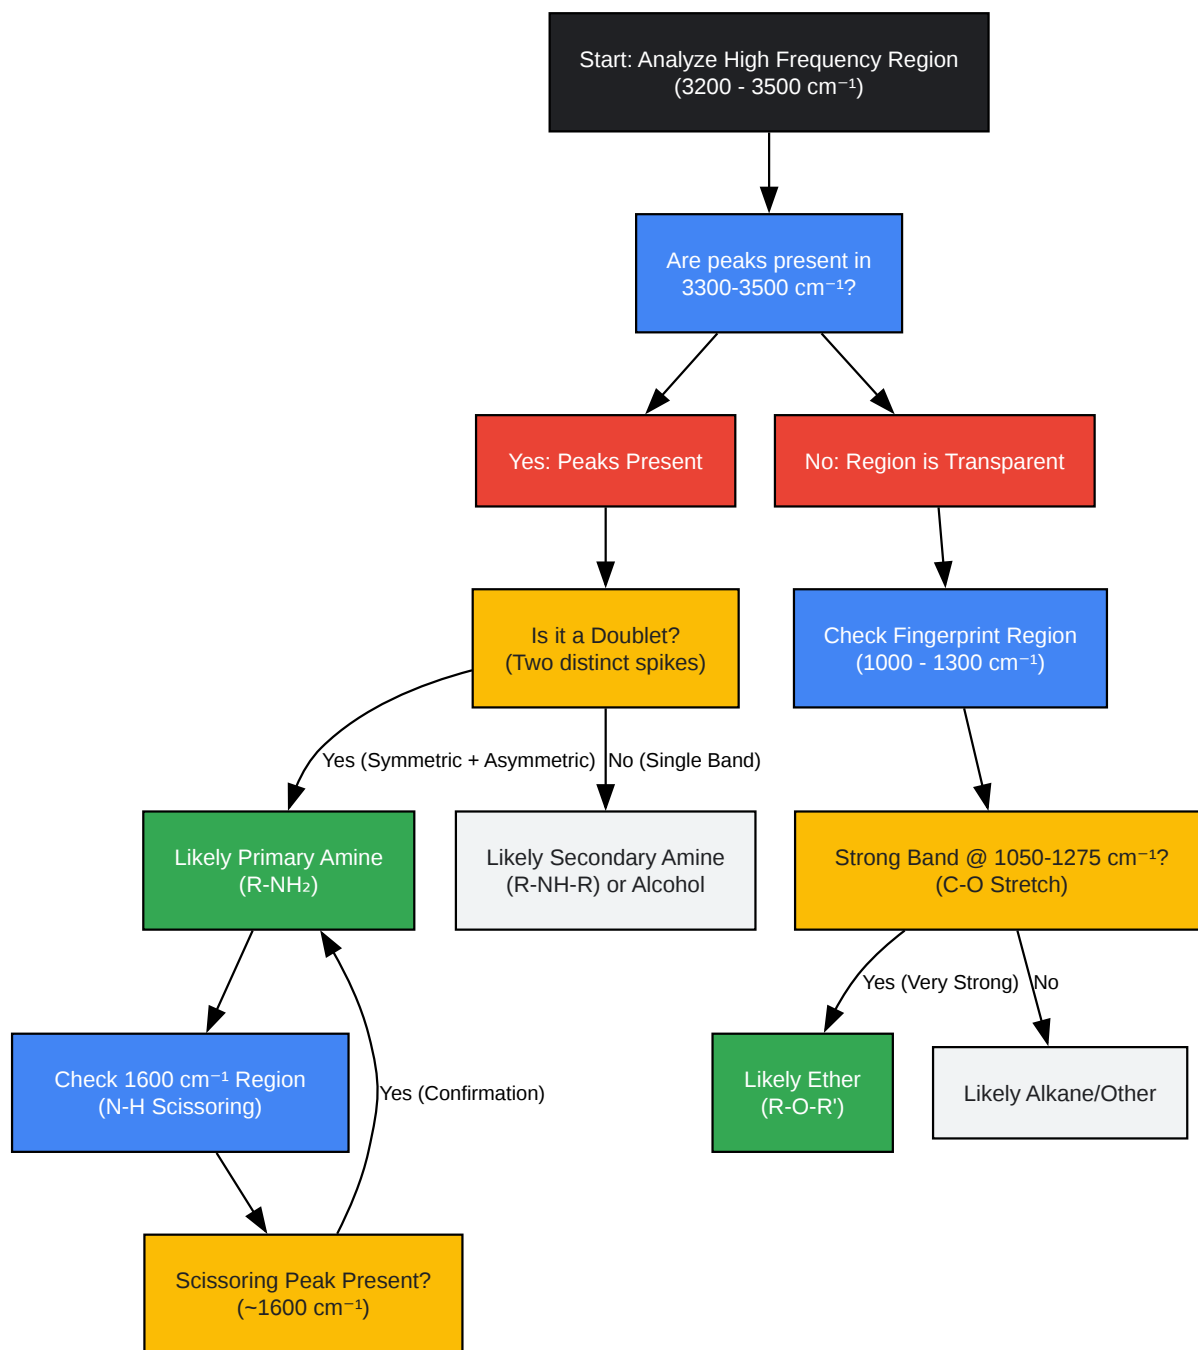 Start: Analyze High Frequency Region
(3200 - 3500 cm⁻¹)
Are peaks present in
3300-3500 cm⁻¹?
Yes: Peaks Present
No: Region is Transparent
Is it a Doublet?
(Two distinct spikes)
Check Fingerprint Region
(1000 - 1300 cm⁻¹)
Yes (Symmetric + Asymmetric)
No (Single Band)
Likely Primary Amine
(R-NH₂)
Likely Secondary Amine
(R-NH-R) or Alcohol
Strong Band @ 1050-1275 cm⁻¹?
(C-O Stretch)
Yes (Very Strong)
No
Check 1600 cm⁻¹ Region
(N-H Scissoring)
Yes (Confirmation)
Likely Ether
(R-O-R')
Likely Alkane/Other
Scissoring Peak Present?
(~1600 cm⁻¹)